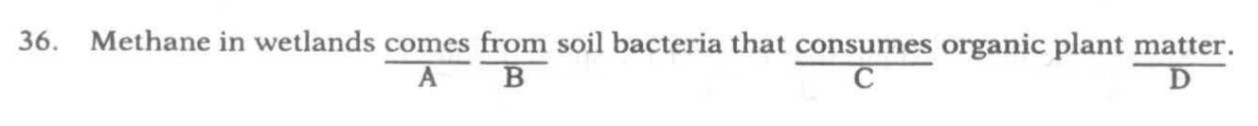 36. Methane in wetlands comes from soil bacteria that consumes organic plant matter.
A B C D